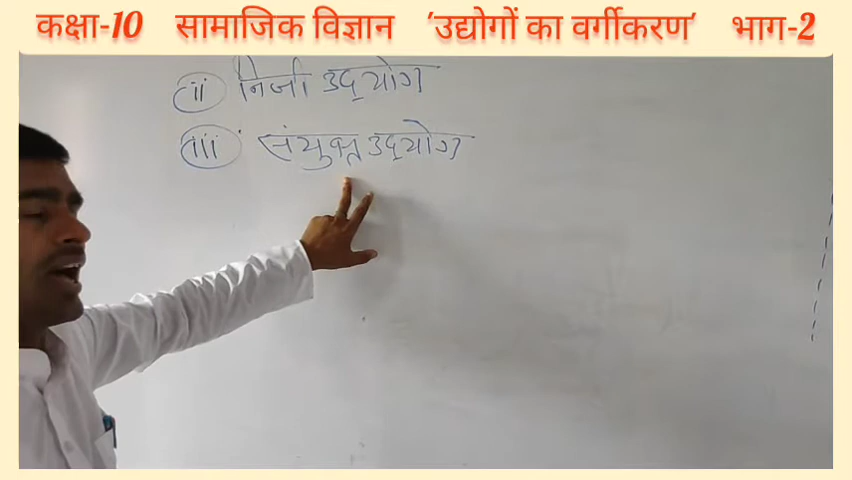 कक्षा-10 सामाजिक विज्ञान 'उद्योगों का वर्गीकरण' भाग-2
ii निजी उद्योग
iii संयुक्त उद्योग